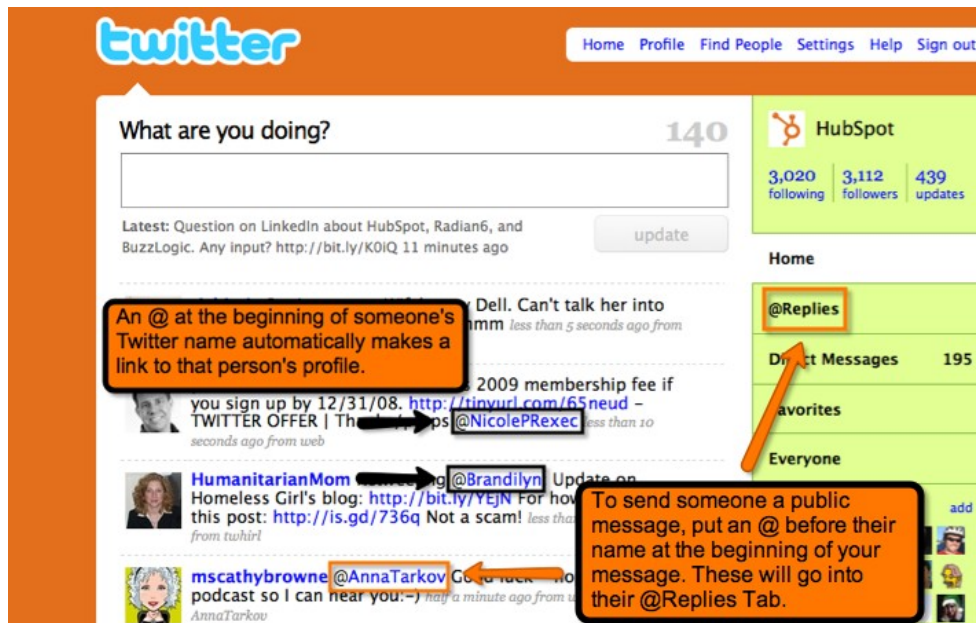 twitter
Home Profile Find People Settings Help Sign out
What are you doing?
140
Latest: Question on LinkedIn about HubSpot, Radian6, and
BuzzLogic. Any input? http://bit.ly/K0iQ 11 minutes ago
update
Dell. Can't talk her into
less than 5 seconds ago from
An @ at the beginning of someone's
Twitter name automatically makes a
link to that person's profile.
2009 membership fee if
you sign up by 12/31/08. http://tinyurl.com/65neud –
TWITTER OFFER | @NicolePRexec less than 10
seconds ago from web
HumanitarianMom @Brandilyn Update on
Homeless Girl's blog: http://bit.ly/YEjN For
this post: http://is.gd/736q Not a scam! less
from twhirl
mscathybrowne @AnnaTarkov
podcast so I can hear you:-) half a minute ago from
AnnaTarkov
HubSpot
3,020 3,112 439
following followers updates
Home
@Replies
Direct Messages 195
Favorites
Everyone
add
To send someone a public
message, put an @ before their
name at the beginning of your
message. These will go into
their @Replies Tab.